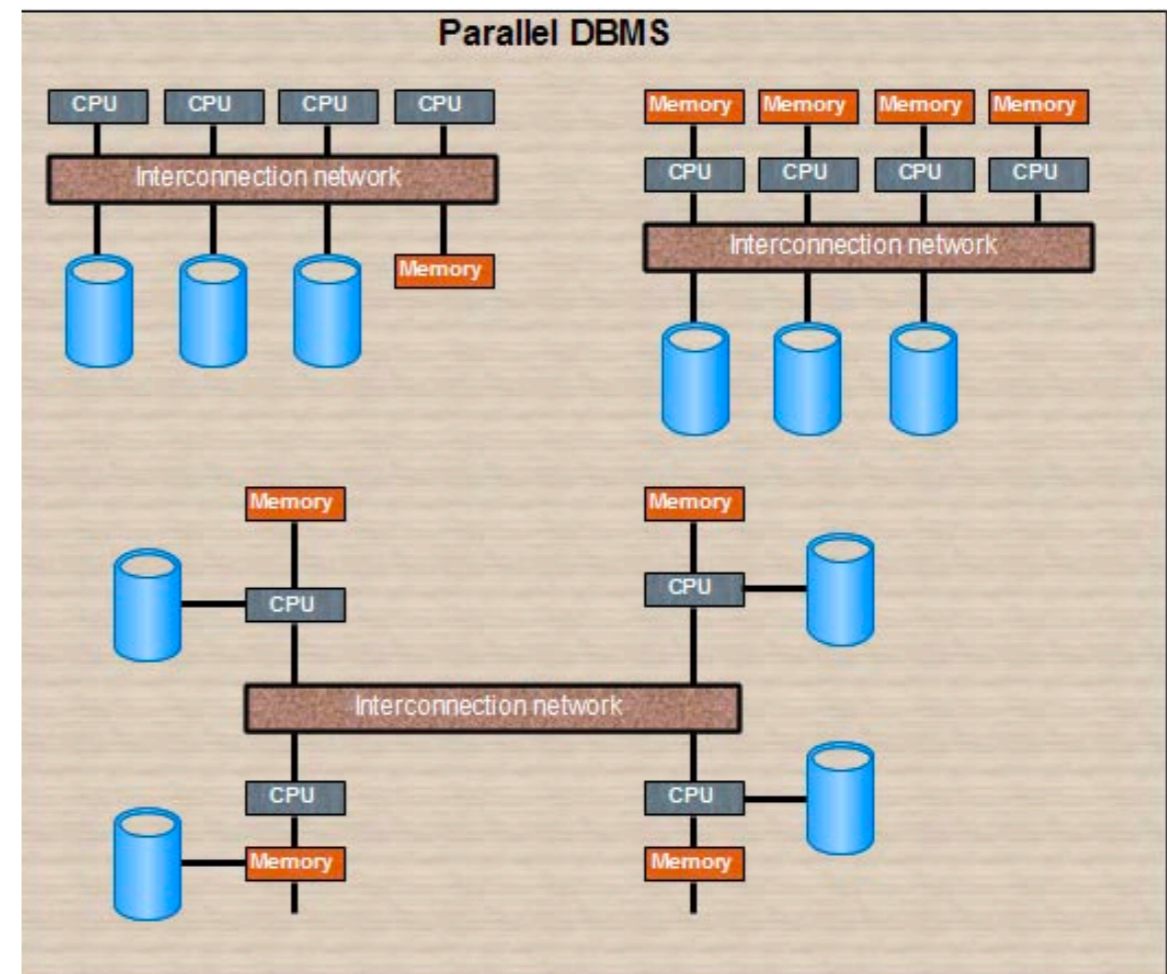 Parallel DBMS
CPU CPU CPU CPU
Interconnection network
Memory
Memory Memory Memory Memory
CPU CPU CPU CPU
Interconnection network
Memory Memory
CPU CPU
Interconnection network
CPU CPU
Memory Memory